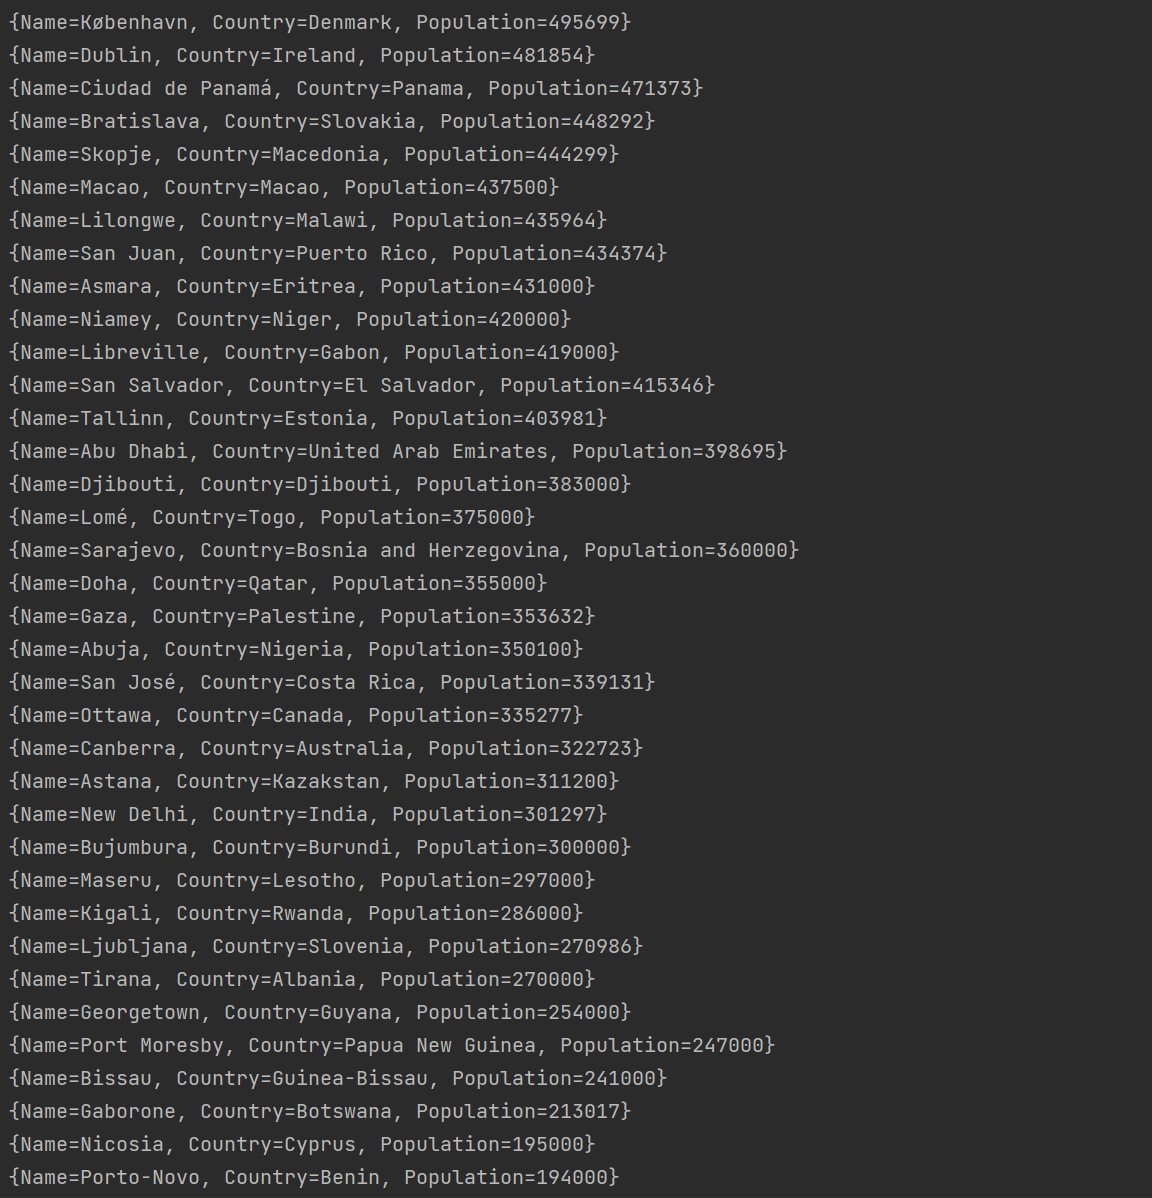 {Name=København, Country=Denmark, Population=495699}
{Name=Dublin, Country=Ireland, Population=481854}
{Name=Ciudad de Panamá, Country=Panama, Population=471373}
{Name=Bratislava, Country=Slovakia, Population=448292}
{Name=Skopje, Country=Macedonia, Population=444299}
{Name=Macao, Country=Macao, Population=437500}
{Name=Lilongwe, Country=Malawi, Population=435964}
{Name=San Juan, Country=Puerto Rico, Population=434374}
{Name=Asmara, Country=Eritrea, Population=431000}
{Name=Niamey, Country=Niger, Population=420000}
{Name=Libreville, Country=Gabon, Population=419000}
{Name=San Salvador, Country=El Salvador, Population=415346}
{Name=Tallinn, Country=Estonia, Population=403981}
{Name=Abu Dhabi, Country=United Arab Emirates, Population=398695}
{Name=Djibouti, Country=Djibouti, Population=383000}
{Name=Lomé, Country=Togo, Population=375000}
{Name=Sarajevo, Country=Bosnia and Herzegovina, Population=360000}
{Name=Doha, Country=Qatar, Population=355000}
{Name=Gaza, Country=Palestine, Population=353632}
{Name=Abuja, Country=Nigeria, Population=350100}
{Name=San José, Country=Costa Rica, Population=339131}
{Name=Ottawa, Country=Canada, Population=335277}
{Name=Canberra, Country=Australia, Population=322723}
{Name=Astana, Country=Kazakstan, Population=311200}
{Name=New Delhi, Country=India, Population=301297}
{Name=Bujumbura, Country=Burundi, Population=300000}
{Name=Maseru, Country=Lesotho, Population=297000}
{Name=Kigali, Country=Rwanda, Population=286000}
{Name=Ljubljana, Country=Slovenia, Population=270986}
{Name=Tirana, Country=Albania, Population=270000}
{Name=Georgetown, Country=Guyana, Population=254000}
{Name=Port Moresby, Country=Papua New Guinea, Population=247000}
{Name=Bissau, Country=Guinea-Bissau, Population=241000}
{Name=Gaborone, Country=Botswana, Population=213017}
{Name=Nicosia, Country=Cyprus, Population=195000}
{Name=Porto-Novo, Country=Benin, Population=194000}